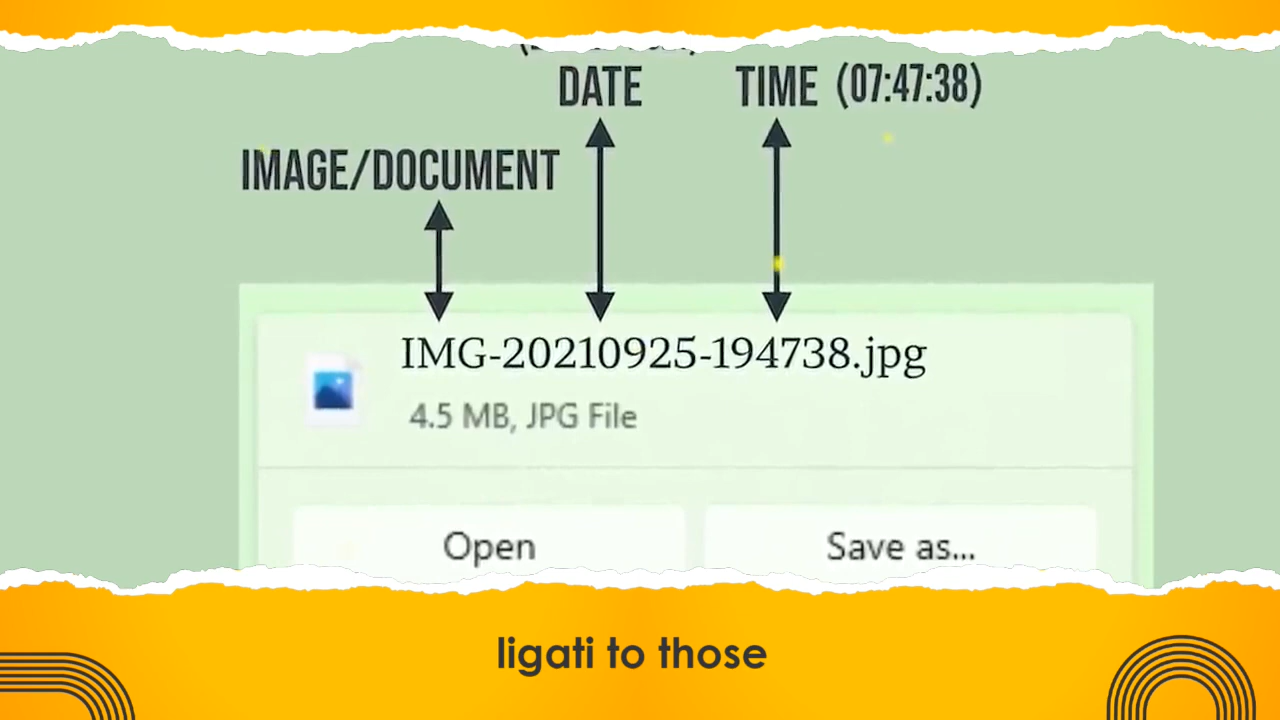 DATE
TIME (07:47:38)
IMAGE/DOCUMENT
IMG-20210925-194738.jpg
4.5 MB, JPG File
Open
Save as...
ligati to those